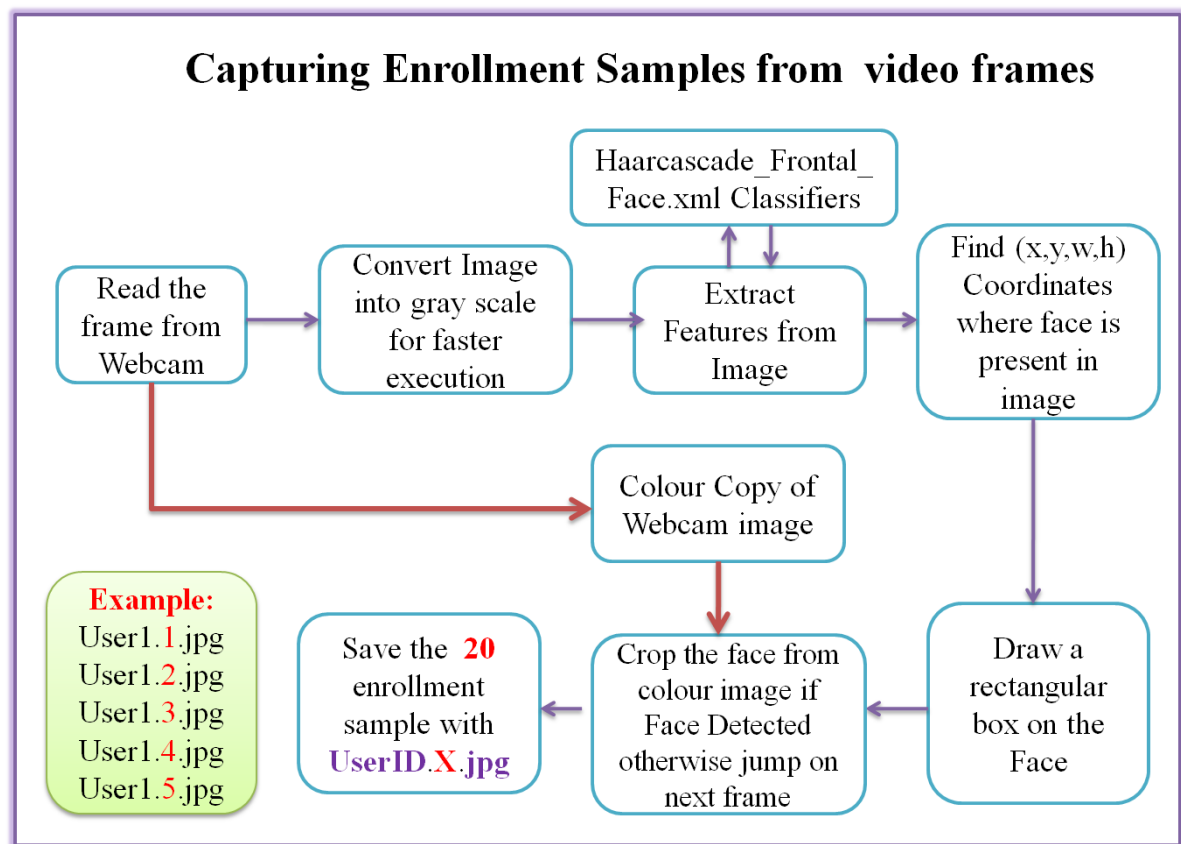 Capturing Enrollment Samples from video frames
Haarcascade_Frontal_
Face.xml Classifiers
Read the
frame from
Webcam
Convert Image
into gray scale
for faster
execution
Extract
Features from
Image
Find (x,y,w,h)
Coordinates
where face is
present in
image
Colour Copy of
Webcam image
Example:
User1.1.jpg
User1.2.jpg
User1.3.jpg
User1.4.jpg
User1.5.jpg
Save the 20
enrollment
sample with
UserID.X.jpg
Crop the face from
colour image if
Face Detected
otherwise jump on
next frame
Draw a
rectangular
box on the
Face